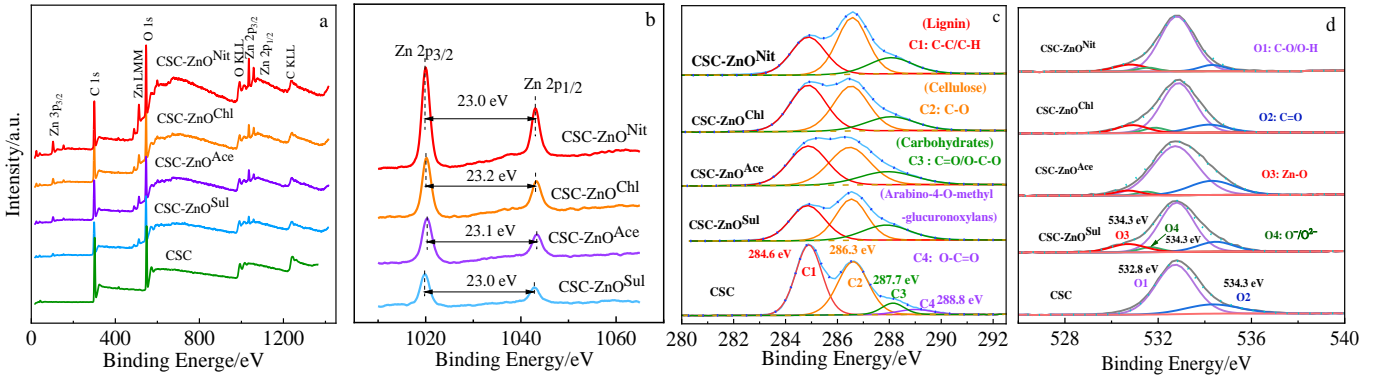 a
Intensity/a.u.
Zn 3p3/2
C 1s
Zn LMM
O 1s
O KLL
Zn 2p3/2
Zn 2p1/2
C KLL
CSC-ZnO^Nit
CSC-ZnO^Chl
CSC-ZnO^Ace
CSC-ZnO^Sul
CSC
0 400 800 1200
Binding Energe/eV
b
Zn 2p3/2
Zn 2p1/2
23.0 eV
CSC-ZnO^Nit
23.2 eV
CSC-ZnO^Chl
23.1 eV
CSC-ZnO^Ace
23.0 eV
CSC-ZnO^Sul
1020 1040 1060
Binding Energy/eV
c
(Lignin)
C1: C-C/C-H
CSC-ZnO^Nit
(Cellulose)
C2: C-O
CSC-ZnO^Chl
(Carbohydrates)
C3 : C=O/O-C-O
CSC-ZnO^Ace
(Arabino-4-O-methyl
-glucuronoxylans)
CSC-ZnO^Sul
C4: O-C=O
284.6 eV
286.3 eV
287.7 eV
288.8 eV
C1
C2
C3
C4
CSC
280 282 284 286 288 290 292
Binding Energy/eV
d
CSC-ZnO^Nit
O1: C-O/O-H
CSC-ZnO^Chl
O2: C=O
CSC-ZnO^Ace
O3: Zn-O
534.3 eV
O3
O4
534.3 eV
CSC-ZnO^Sul
O4: O⁻/O²⁻
532.8 eV
O1
534.3 eV
O2
CSC
528 532 536 540
Binding Energy/eV